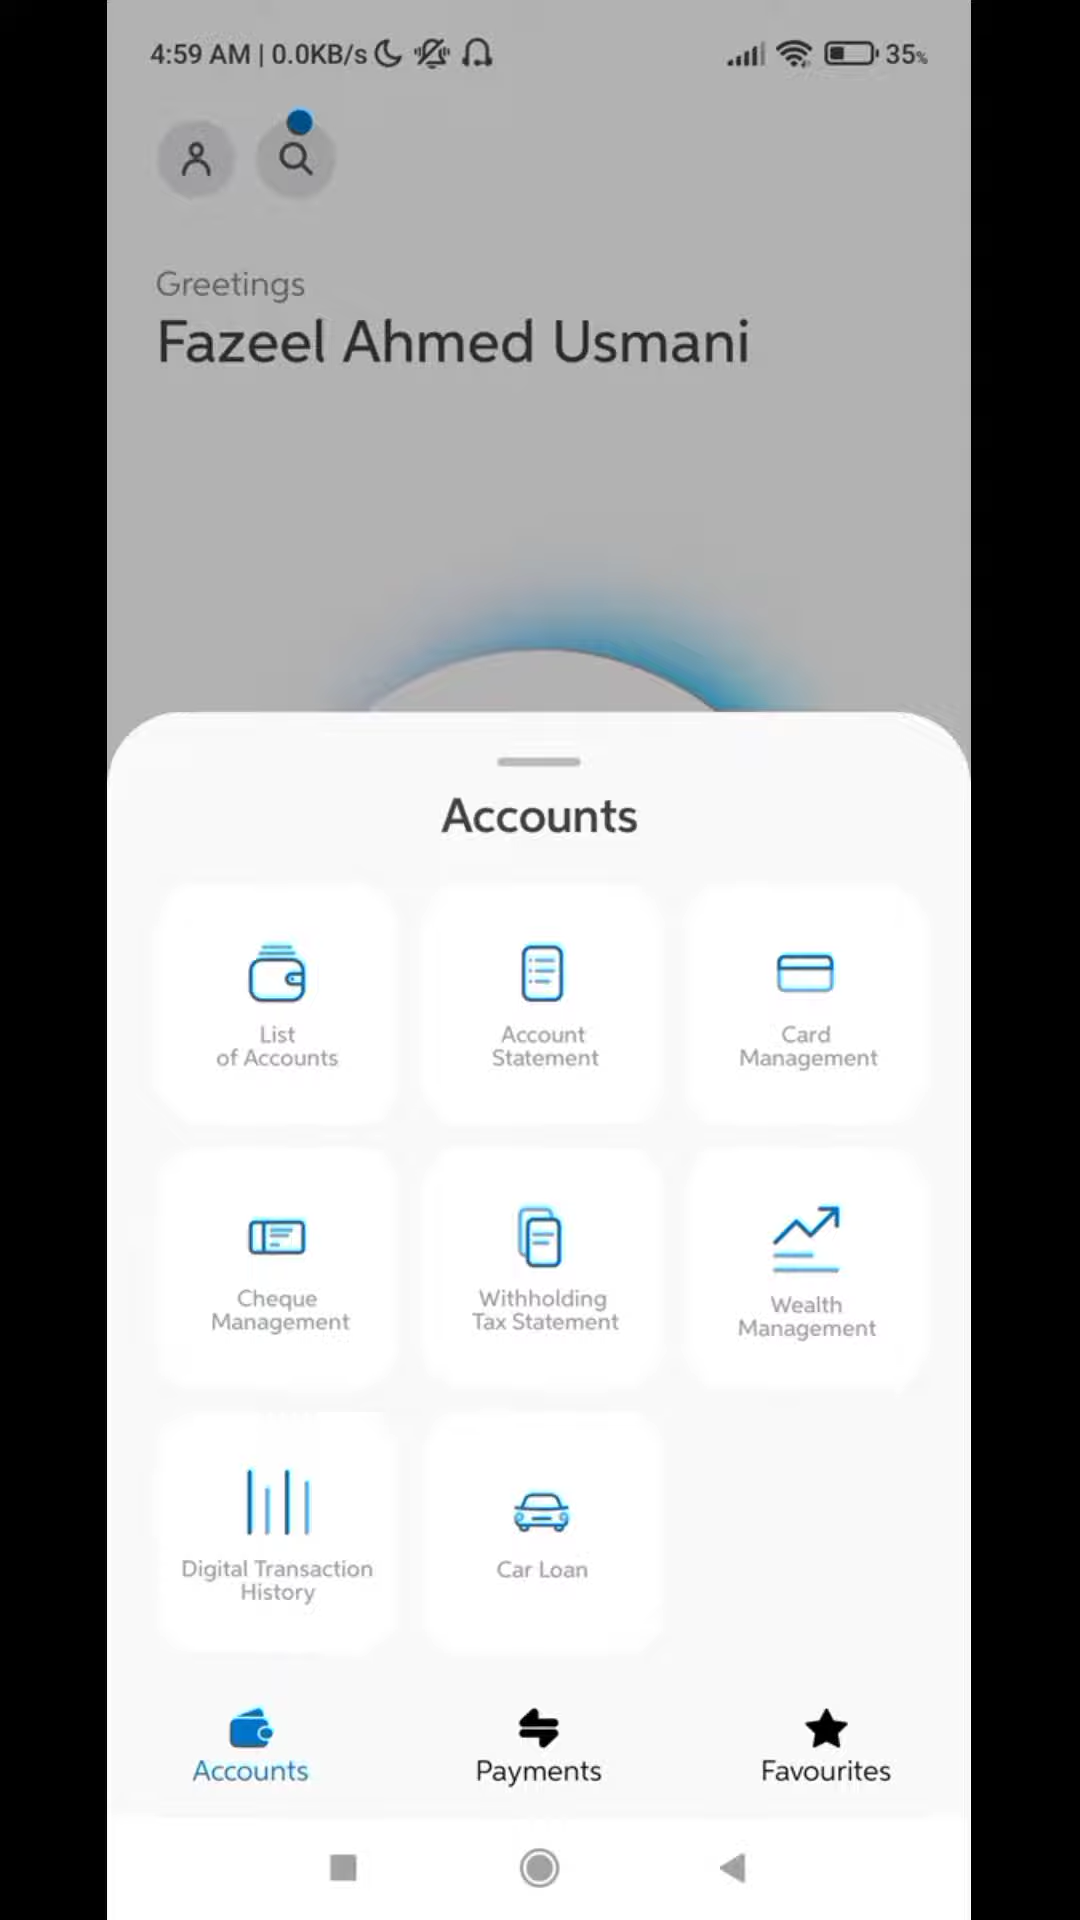 4:59 AM | 0.0KB/s
35%
Greetings
Fazeel Ahmed Usmani
Accounts
List
of Accounts
Account
Statement
Card
Management
Cheque
Management
Withholding
Tax Statement
Wealth
Management
Digital Transaction
History
Car Loan
Accounts
Payments
Favourites